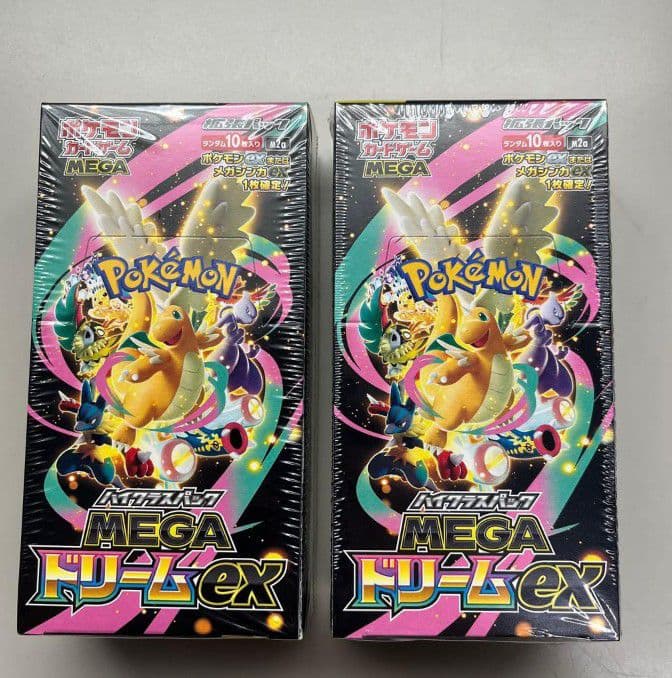 ポケモン
カードゲーム
MEGA
拡張パック
ランダム10枚入り M2a
ポケモンexまたは
メガシンカex
1枚確定!
POKÉMON
ハイクラスパック
MEGA
ドリームex
ポケモン
カードゲーム
MEGA
拡張パック
ランダム10枚入り M2a
ポケモンexまたは
メガシンカex
1枚確定!
POKÉMON
ハイクラスパック
MEGA
ドリームex